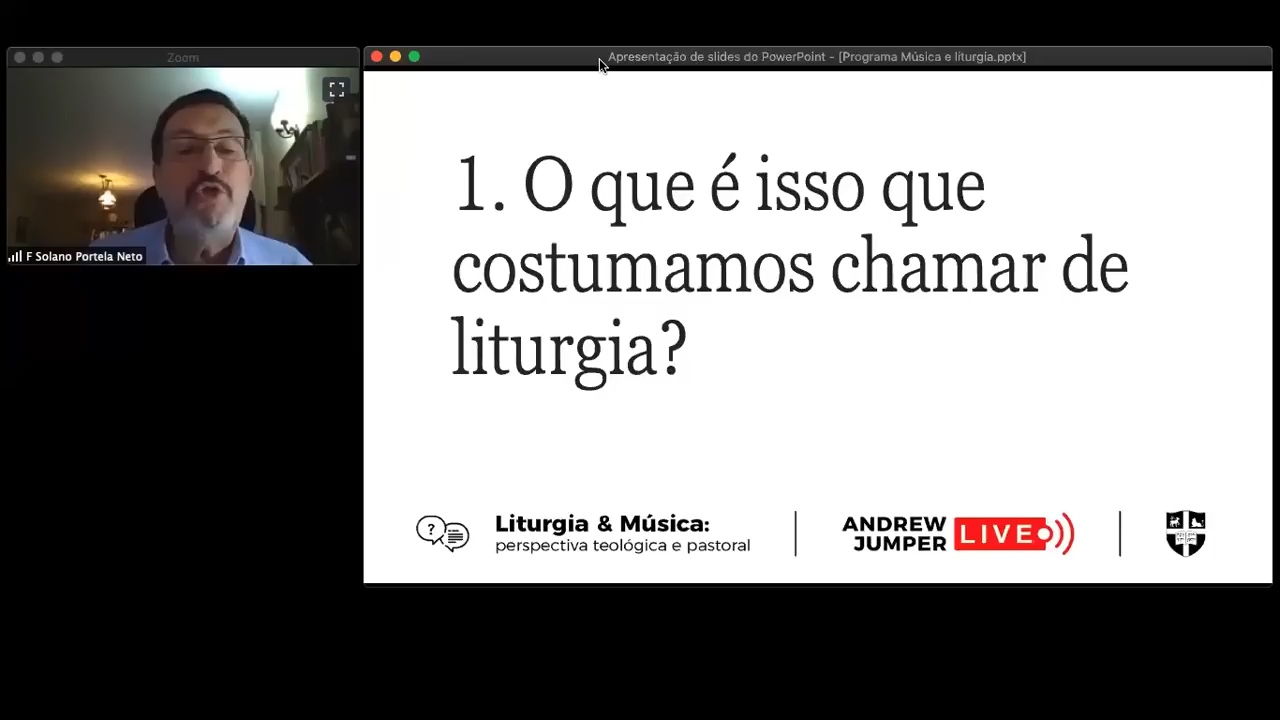 Zoom
F Solano Portela Neto
Apresentação de slides do PowerPoint - [Programa Música e liturgia.pptx]
1. O que é isso que
costumamos chamar de
liturgia?
?
Liturgia & Música:
perspectiva teológica e pastoral
ANDREW
JUMPER
LIVE